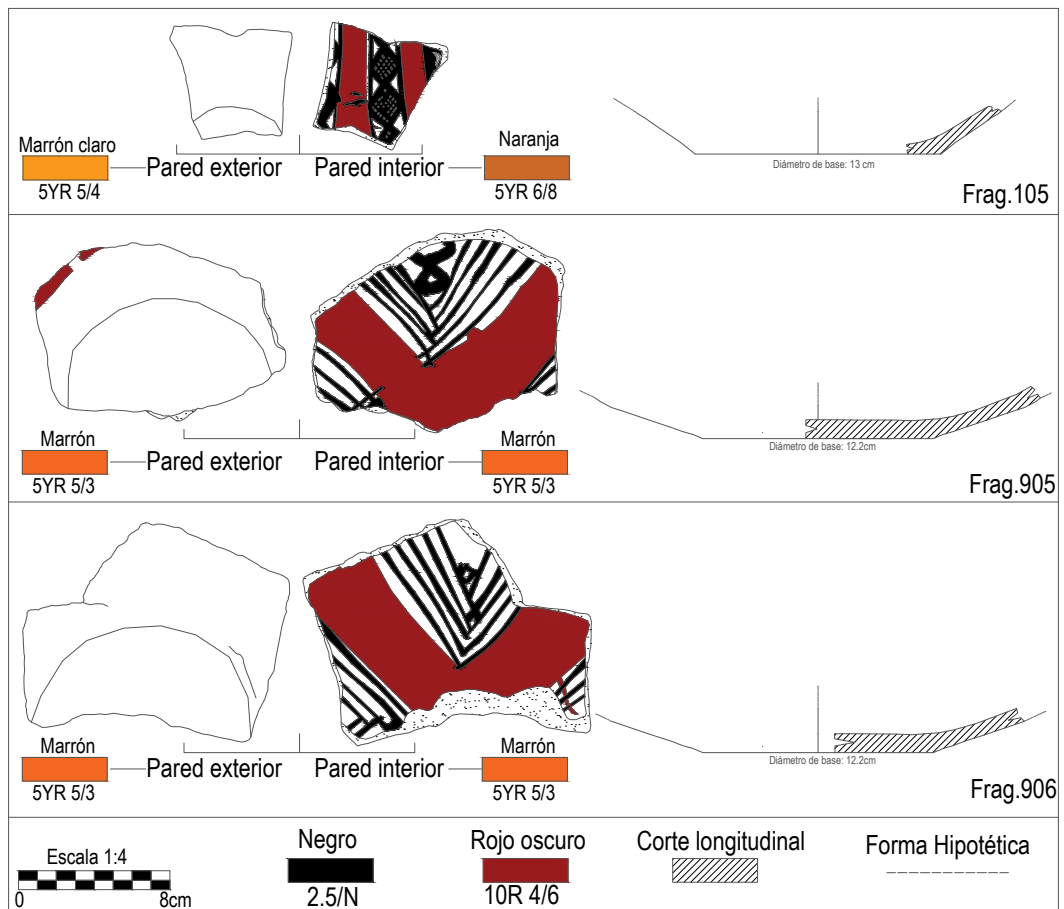 Marrón claro
5YR 5/4
Pared exterior
Pared interior
Naranja
5YR 6/8
Diámetro de base: 13 cm
Frag.105
Marrón
5YR 5/3
Pared exterior
Pared interior
Marrón
5YR 5/3
Diámetro de base: 12.2cm
Frag.905
Marrón
5YR 5/3
Pared exterior
Pared interior
Marrón
5YR 5/3
Diámetro de base: 12.2cm
Frag.906
Escala 1:4
0 8cm
Negro
2.5/N
Rojo oscuro
10R 4/6
Corte longitudinal
Forma Hipotética